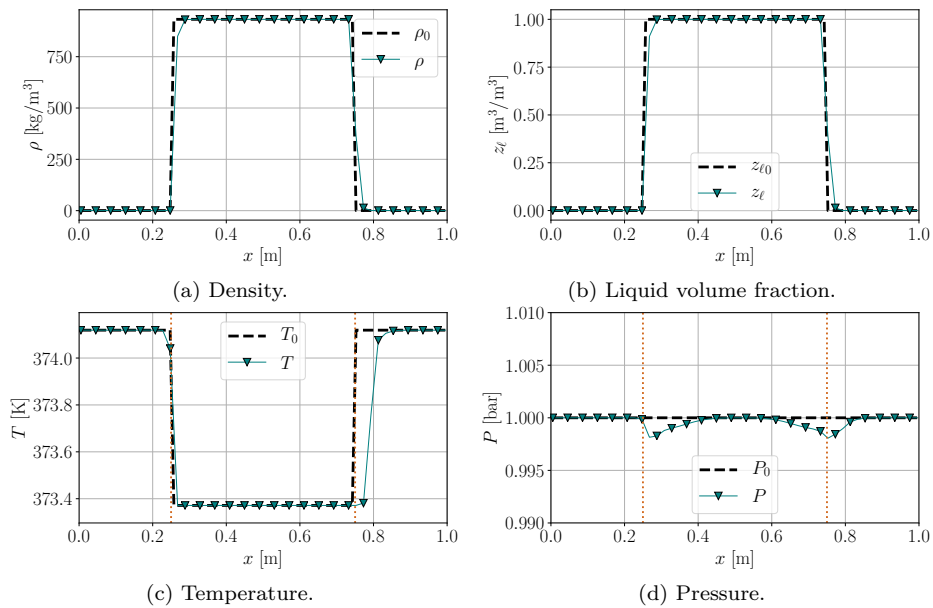 750
500
250
0
ρ [kg/m³]
ρ₀
ρ
0.0 0.2 0.4 0.6 0.8 1.0
x [m]
(a) Density.
1.00
0.75
0.50
0.25
0.00
zℓ [m³/m³]
zℓ0
zℓ
0.0 0.2 0.4 0.6 0.8 1.0
x [m]
(b) Liquid volume fraction.
374.0
373.8
373.6
373.4
T [K]
T₀
T
0.0 0.2 0.4 0.6 0.8 1.0
x [m]
(c) Temperature.
1.010
1.005
1.000
0.995
0.990
P [bar]
P₀
P
0.0 0.2 0.4 0.6 0.8 1.0
x [m]
(d) Pressure.